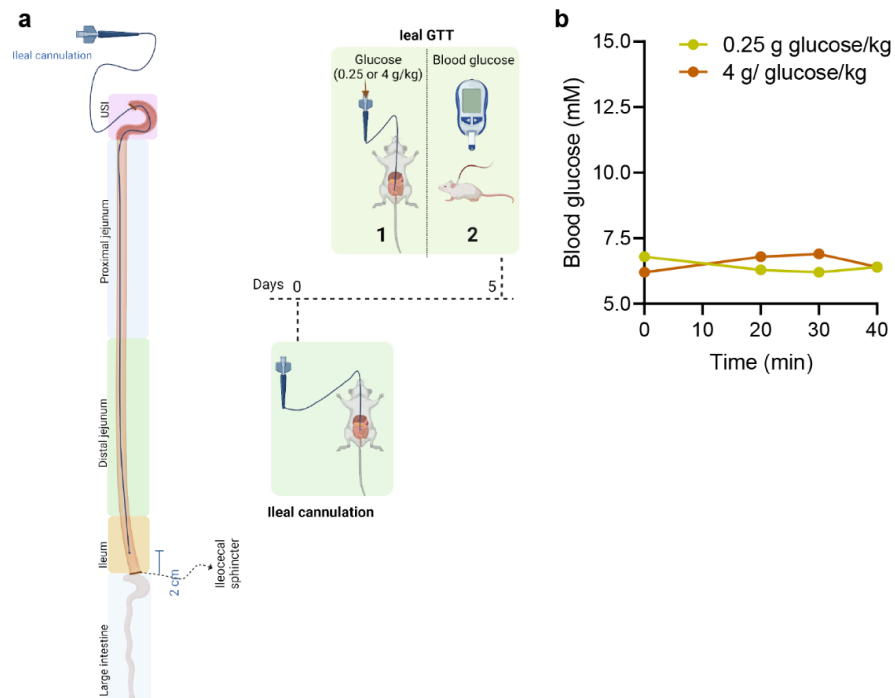 a
Ileal cannulation
USI
Proximal jejunum
Distal jejunum
Ileum
Large intestine
2 cm
Ileocecal
sphincter
Ieal GTT
Glucose
(0.25 or 4 g/kg)
Blood glucose
1
2
Days
0
5
Ileal cannulation
b
0.25 g glucose/kg
4 g/ glucose/kg
Blood glucose (mM)
15.0
12.5
10.0
7.5
5.0
0
10
20
30
40
Time (min)